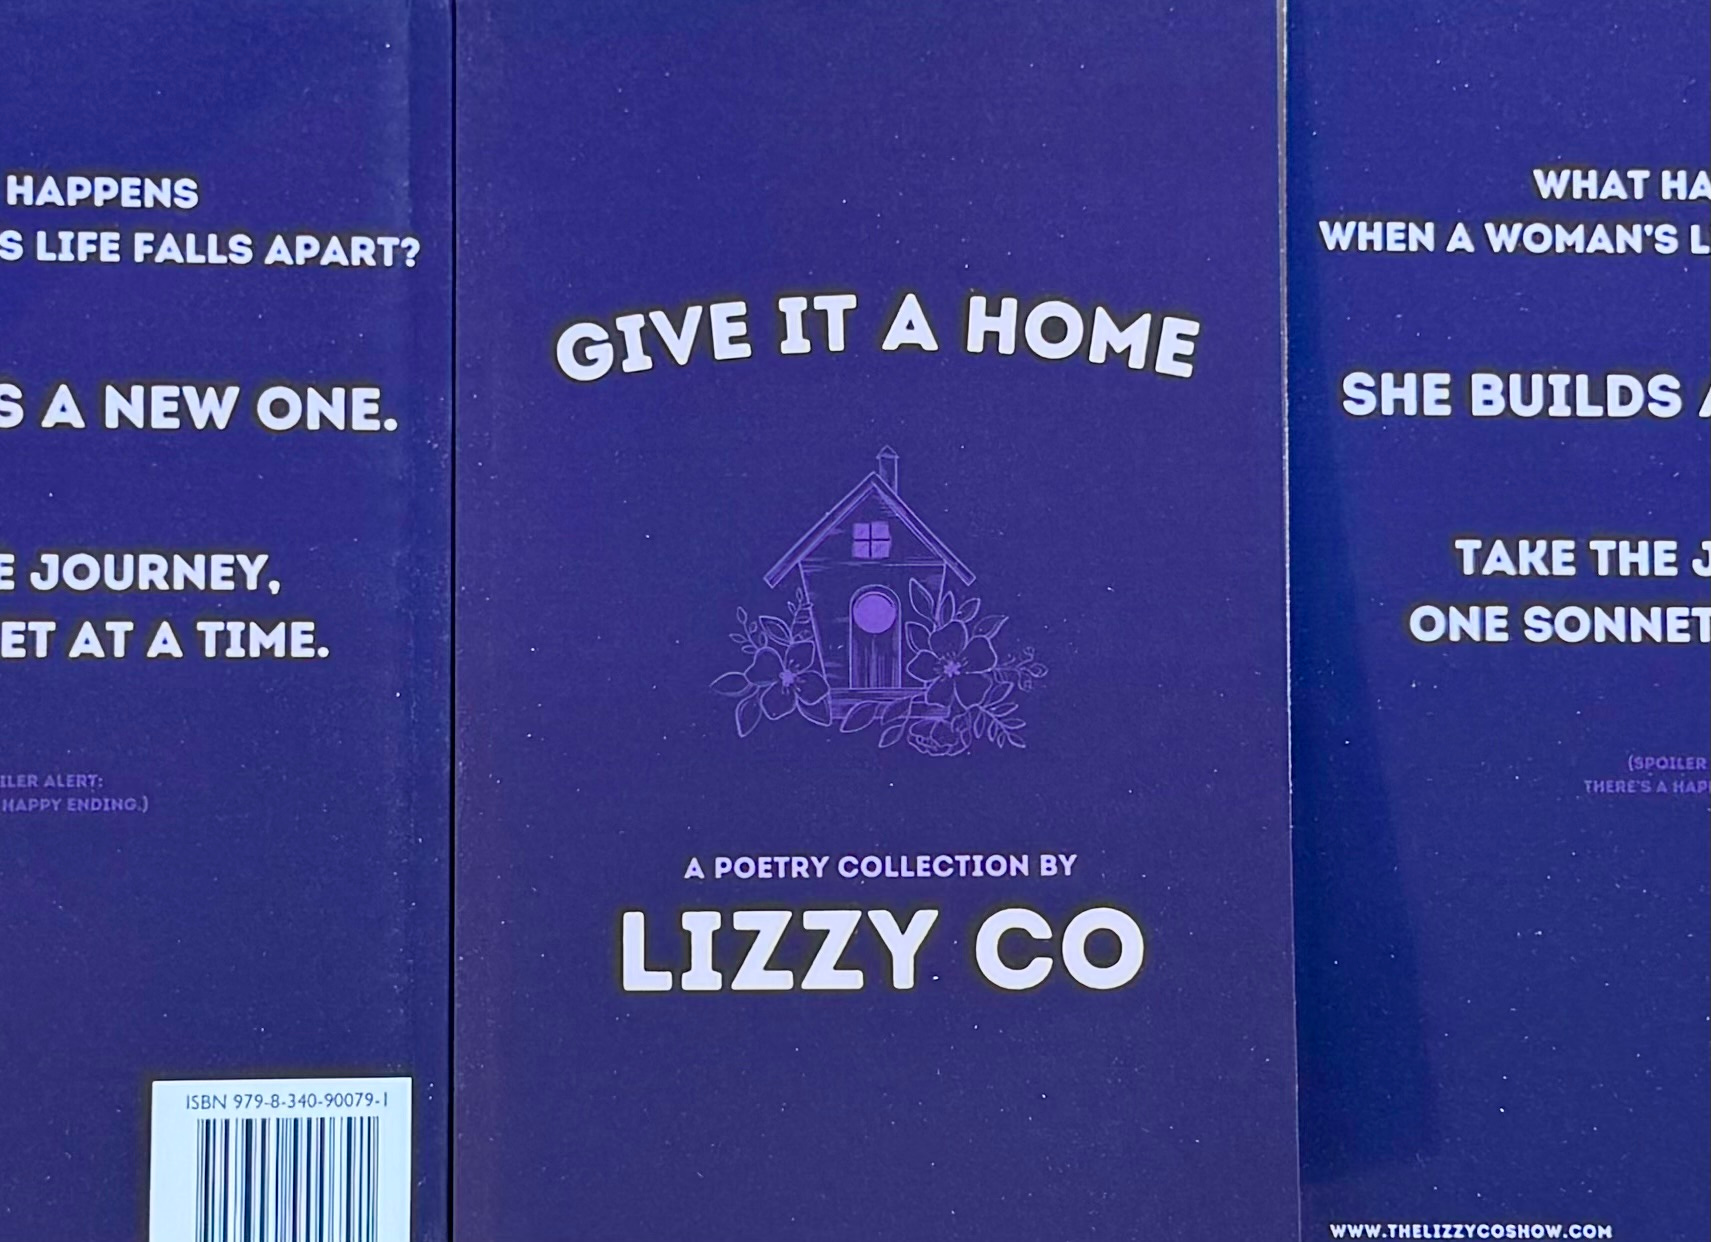 HAPPENS
S LIFE FALLS APART?
S A NEW ONE.
E JOURNEY,
ET AT A TIME.
ILER ALERT:
HAPPY ENDING.)
ISBN 979-8-340-90079-1
GIVE IT A HOME
A POETRY COLLECTION BY
LIZZY CO
WHAT HA
WHEN A WOMAN'S L
SHE BUILDS A
TAKE THE J
ONE SONNET
(SPOILER
THERE'S A HAPP
WWW.THELIZZYCOSHOW.COM